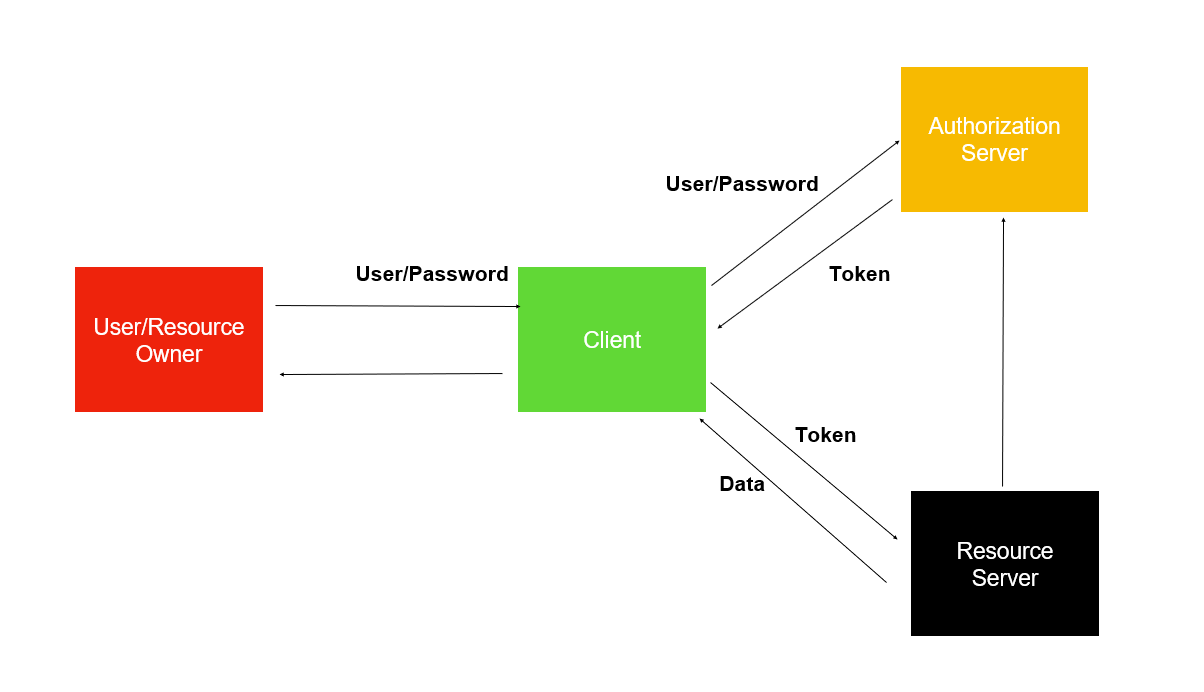 Authorization
Server
User/Password
Token
User/Password
User/Resource
Owner
Client
Token
Data
Resource
Server